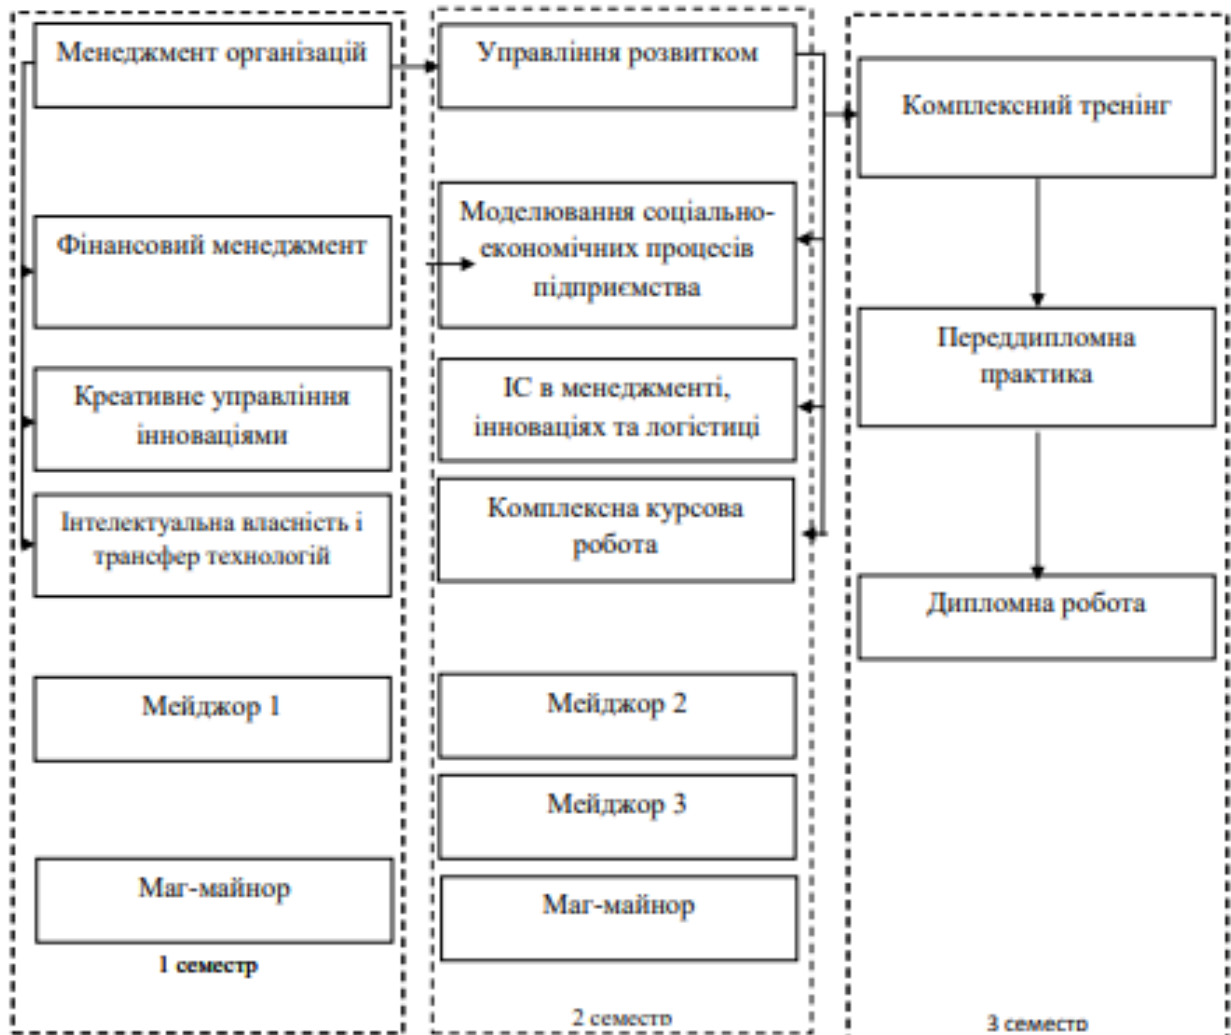 Менеджмент організацій
Фінансовий менеджмент
Креативне управління
інноваціями
Інтелектуальна власність і
трансфер технологій
Мейджор 1
Маг-майнор
1 семестр
Управління розвитком
Моделювання соціально-
економічних процесів
підприємства
ІС в менеджменті,
інноваціях та логістиці
Комплексна курсова
робота
Мейджор 2
Мейджор 3
Маг-майнор
2 семестр
Комплексний тренінг
Переддипломна
практика
Дипломна робота
3 семестр